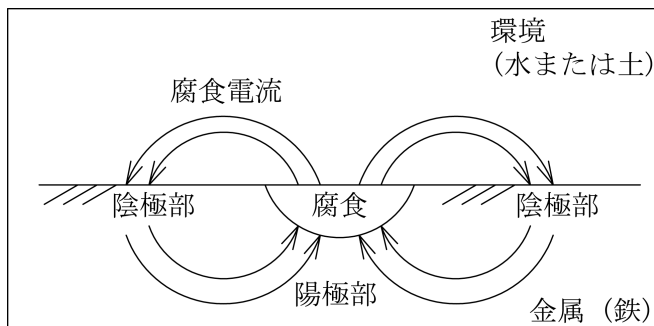 環境
(水または土)
腐食電流
陰極部
腐食
陰極部
陽極部
金属（鉄）